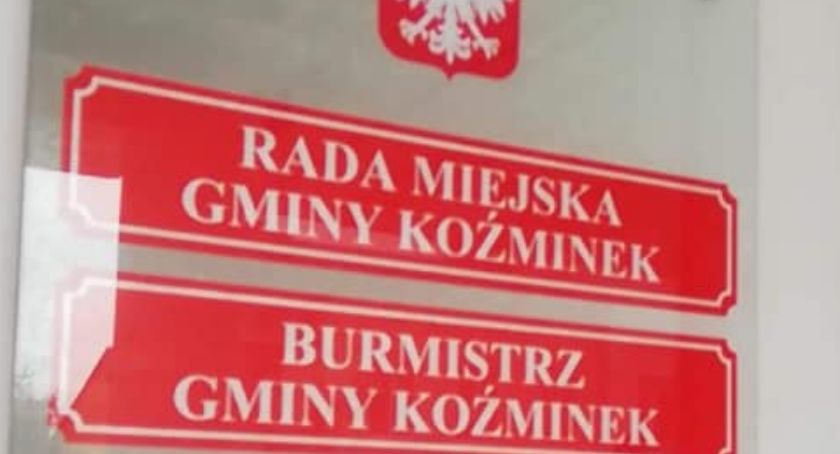 RADA MIEJSKA
GMINY KOŹMINEK
BURMISTRZ
GMINY KOŹMINEK